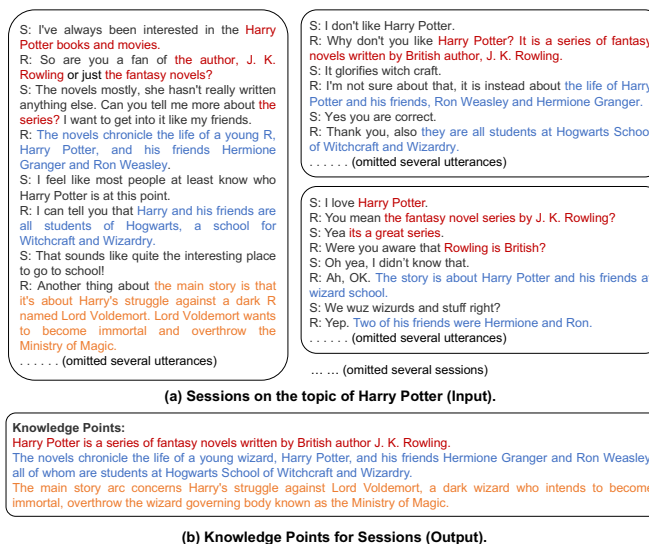 S: I've always been interested in the Harry
Potter books and movies.
R: So are you a fan of the author, J. K.
Rowling or just the fantasy novels?
S: The novels mostly, she hasn't really written
anything else. Can you tell me more about the
series? I want to get into it like my friends.
R: The novels chronicle the life of a young R,
Harry Potter, and his friends Hermione
Granger and Ron Weasley.
S: I feel like most people at least know who
Harry Potter is at this point.
R: I can tell you that Harry and his friends are
all students of Hogwarts, a school for
Witchcraft and Wizardry.
S: That sounds like quite the interesting place
to go to school!
R: Another thing about the main story is that
it's about Harry's struggle against a dark R
named Lord Voldemort. Lord Voldemort wants
to become immortal and overthrow the
Ministry of Magic.
. . . . . . (omitted several utterances)
S: I don't like Harry Potter.
R: Why don't you like Harry Potter? It is a series of fantasy
novels written by British author, J. K. Rowling.
S: It glorifies witch craft.
R: I'm not sure about that, it is instead about the life of Harry
Potter and his friends, Ron Weasley and Hermione Granger.
S: Yes you are correct.
R: Thank you, also they are all students at Hogwarts School
of Witchcraft and Wizardry.
. . . . . . (omitted several utterances)
S: I love Harry Potter.
R: You mean the fantasy novel series by J. K. Rowling?
S: Yea its a great series.
R: Were you aware that Rowling is British?
S: Oh yea, I didn't know that.
R: Ah, OK. The story is about Harry Potter and his friends at
wizard school.
S: We wuz wizurds and stuff right?
R: Yep. Two of his friends were Hermione and Ron.
. . . . . . (omitted several utterances)
... ... (omitted several sessions)
(a) Sessions on the topic of Harry Potter (Input).
Knowledge Points:
Harry Potter is a series of fantasy novels written by British author J. K. Rowling.
The novels chronicle the life of a young wizard, Harry Potter, and his friends Hermione Granger and Ron Weasley
all of whom are students at Hogwarts School of Witchcraft and Wizardry.
The main story arc concerns Harry's struggle against Lord Voldemort, a dark wizard who intends to become
immortal, overthrow the wizard governing body known as the Ministry of Magic.
(b) Knowledge Points for Sessions (Output).